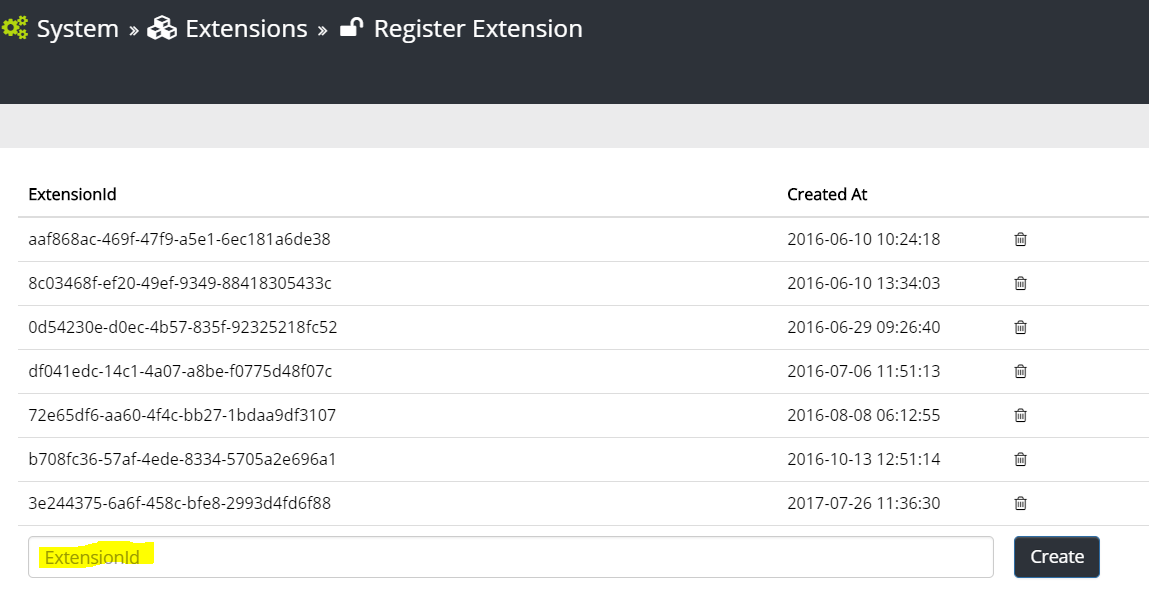 System » Extensions » Register Extension
ExtensionId Created At
aaf868ac-469f-47f9-a5e1-6ec181a6de38 2016-06-10 10:24:18
8c03468f-ef20-49ef-9349-88418305433c 2016-06-10 13:34:03
0d54230e-d0ec-4b57-835f-92325218fc52 2016-06-29 09:26:40
df041edc-14c1-4a07-a8be-f0775d48f07c 2016-07-06 11:51:13
72e65df6-aa60-4f4c-bb27-1bdaa9df3107 2016-08-08 06:12:55
b708fc36-57af-4ede-8334-5705a2e696a1 2016-10-13 12:51:14
3e244375-6a6f-458c-bfe8-2993d4fd6f88 2017-07-26 11:36:30
ExtensionId Create